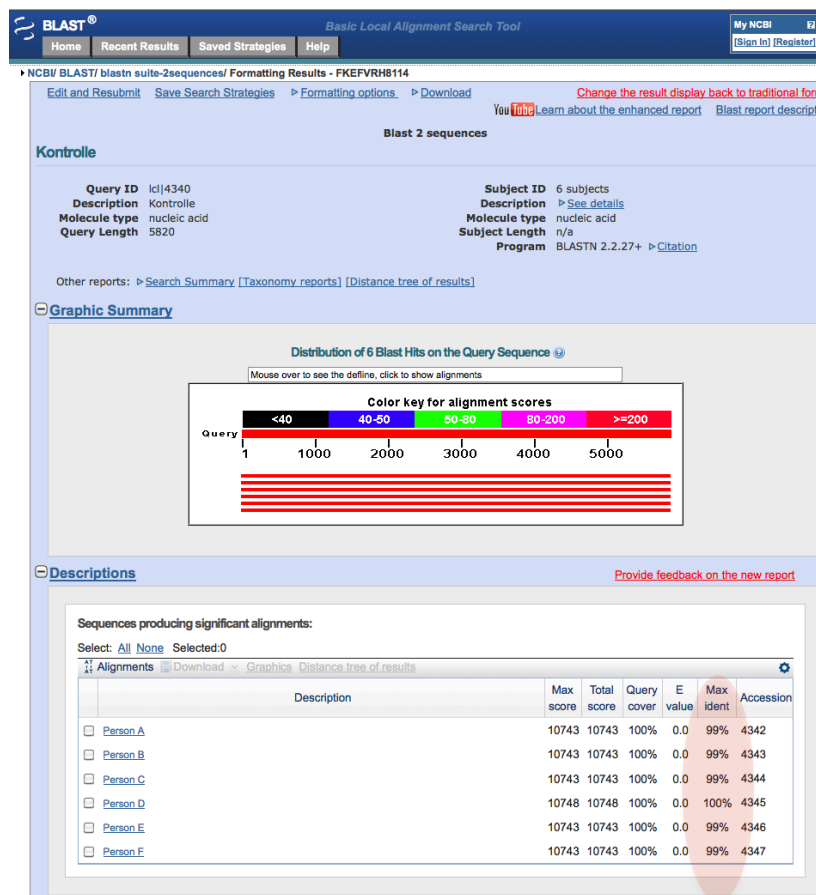 BLAST® Basic Local Alignment Search Tool My NCBI
Home Recent Results Saved Strategies Help [Sign In] [Register]
NCBI/ BLAST/ blastn suite-2sequences/ Formatting Results - FKEFVRH8114
Edit and Resubmit Save Search Strategies Formatting options Download Change the result display back to traditional for
You Tube Learn about the enhanced report Blast report descript
Blast 2 sequences
Kontrolle
Query ID lcl|4340 Subject ID 6 subjects
Description Kontrolle Description See details
Molecule type nucleic acid Molecule type nucleic acid
Query Length 5820 Subject Length n/a
Program BLASTN 2.2.27+ Citation
Other reports: Search Summary [Taxonomy reports] [Distance tree of results]
Graphic Summary
Distribution of 6 Blast Hits on the Query Sequence
Mouse over to see the defline, click to show alignments
Color key for alignment scores
<40 40-50 50-80 80-200 >=200
Query
1 1000 2000 3000 4000 5000
Descriptions Provide feedback on the new report
Sequences producing significant alignments:
Select: All None Selected:0
Alignments Download Graphics Distance tree of results
Description Max score Total score Query cover E value Max ident Accession
Person A 10743 10743 100% 0.0 99% 4342
Person B 10743 10743 100% 0.0 99% 4343
Person C 10743 10743 100% 0.0 99% 4344
Person D 10748 10748 100% 0.0 100% 4345
Person E 10743 10743 100% 0.0 99% 4346
Person F 10743 10743 100% 0.0 99% 4347